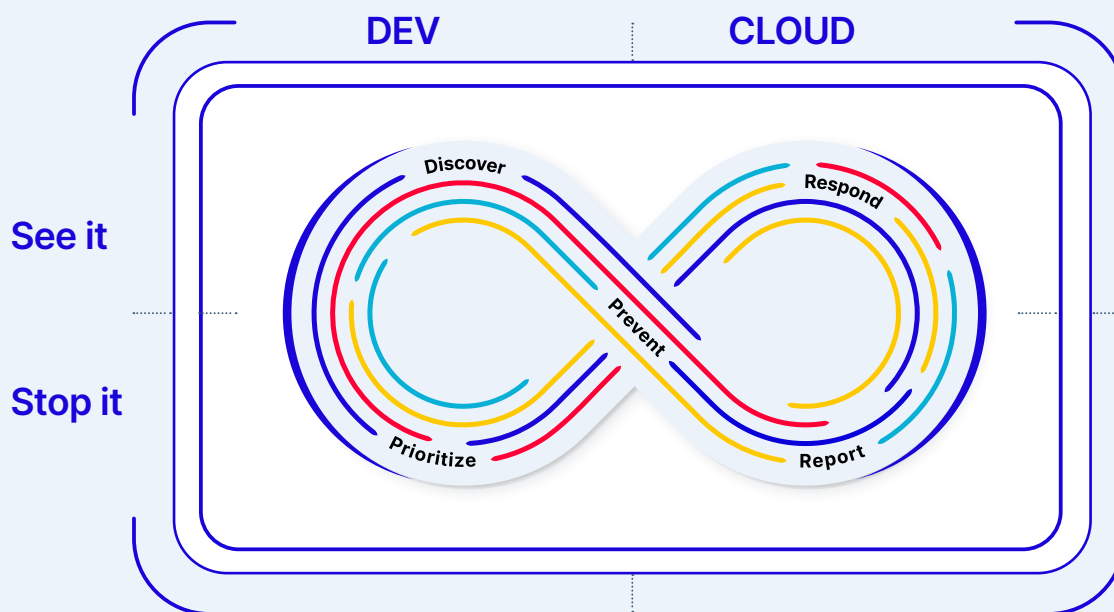 DEV
CLOUD
Discover
Respond
See it
Prevent
Stop it
Prioritize
Report